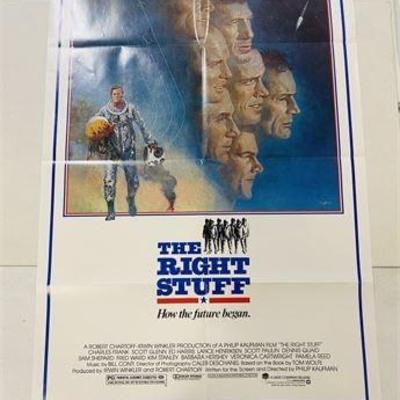 THE
RIGHT
STUFF
How the future began.
A ROBERT CHARTOFF-IRWIN WINKLER PRODUCTION OF A PHILIP KAUFMAN FILM "THE RIGHT STUFF"
CHARLES FRANK SCOTT GLENN ED HARRIS LANCE HENRIKSEN SCOTT PAULIN DENNIS QUAID
SAM SHEPARD FRED WARD KIM STANLEY BARBARA HERSHEY VERONICA CARTWRIGHT PAMELA REED
Music by BILL CONTI Director of Photography CALEB DESCHANEL Based on the Book by TOM WOLFE
Produced by IRWIN WINKLER and ROBERT CHARTOFF Written for the Screen and Directed by PHILIP KAUFMAN
PG